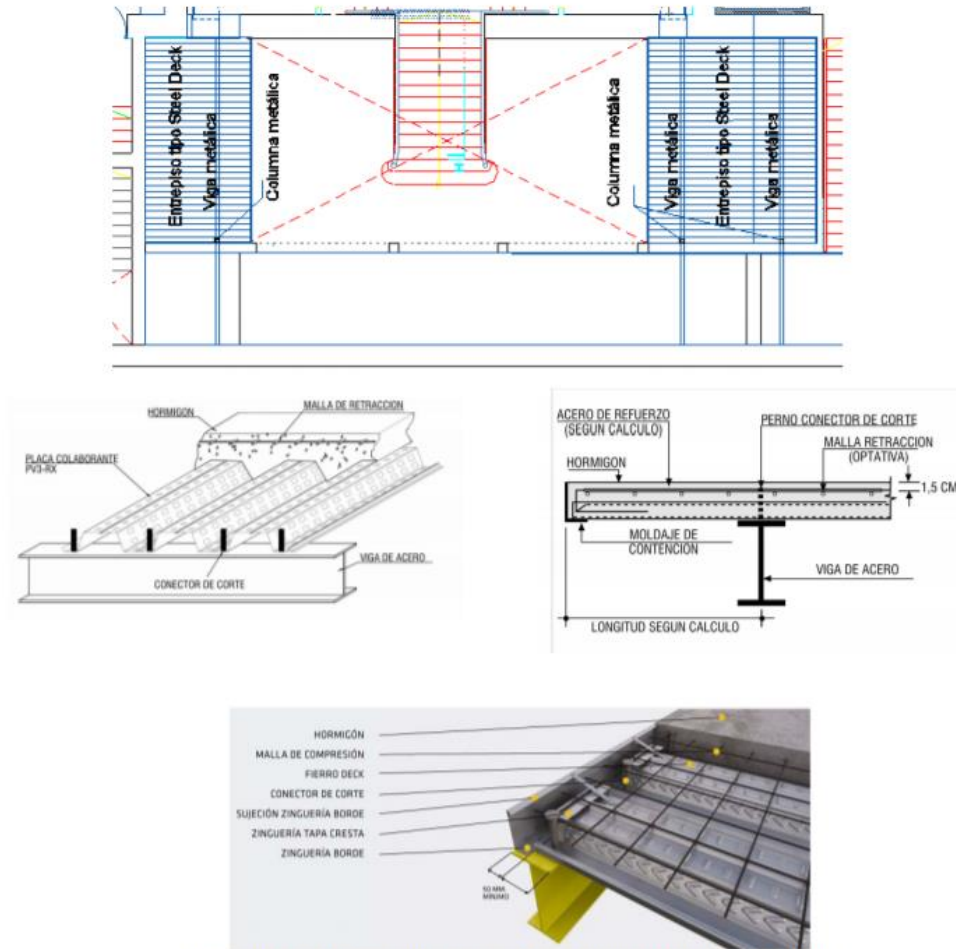 Entrepiso tipo Steel Deck
Viga metálica
Columna metálica
Columna metálica
Viga metálica
Entrepiso tipo Steel Deck
Viga metálica
HORMIGON
MALLA DE RETRACCION
PLACA COLABORANTE
PV3-RX
VIGA DE ACERO
CONECTOR DE CORTE
ACERO DE REFUERZO
(SEGUN CALCULO)
HORMIGON
PERNO CONECTOR DE CORTE
MALLA RETRACCION
(OPTATIVA)
1,5 CM
MOLDAJE DE
CONTENCION
VIGA DE ACERO
LONGITUD SEGUN CALCULO
HORMIGÓN
MALLA DE COMPRESIÓN
FIERRO DECK
CONECTOR DE CORTE
SUJECIÓN ZINGUERÍA BORDE
ZINGUERÍA TAPA CRESTA
ZINGUERÍA BORDE
50 MM.
MÍNIMO